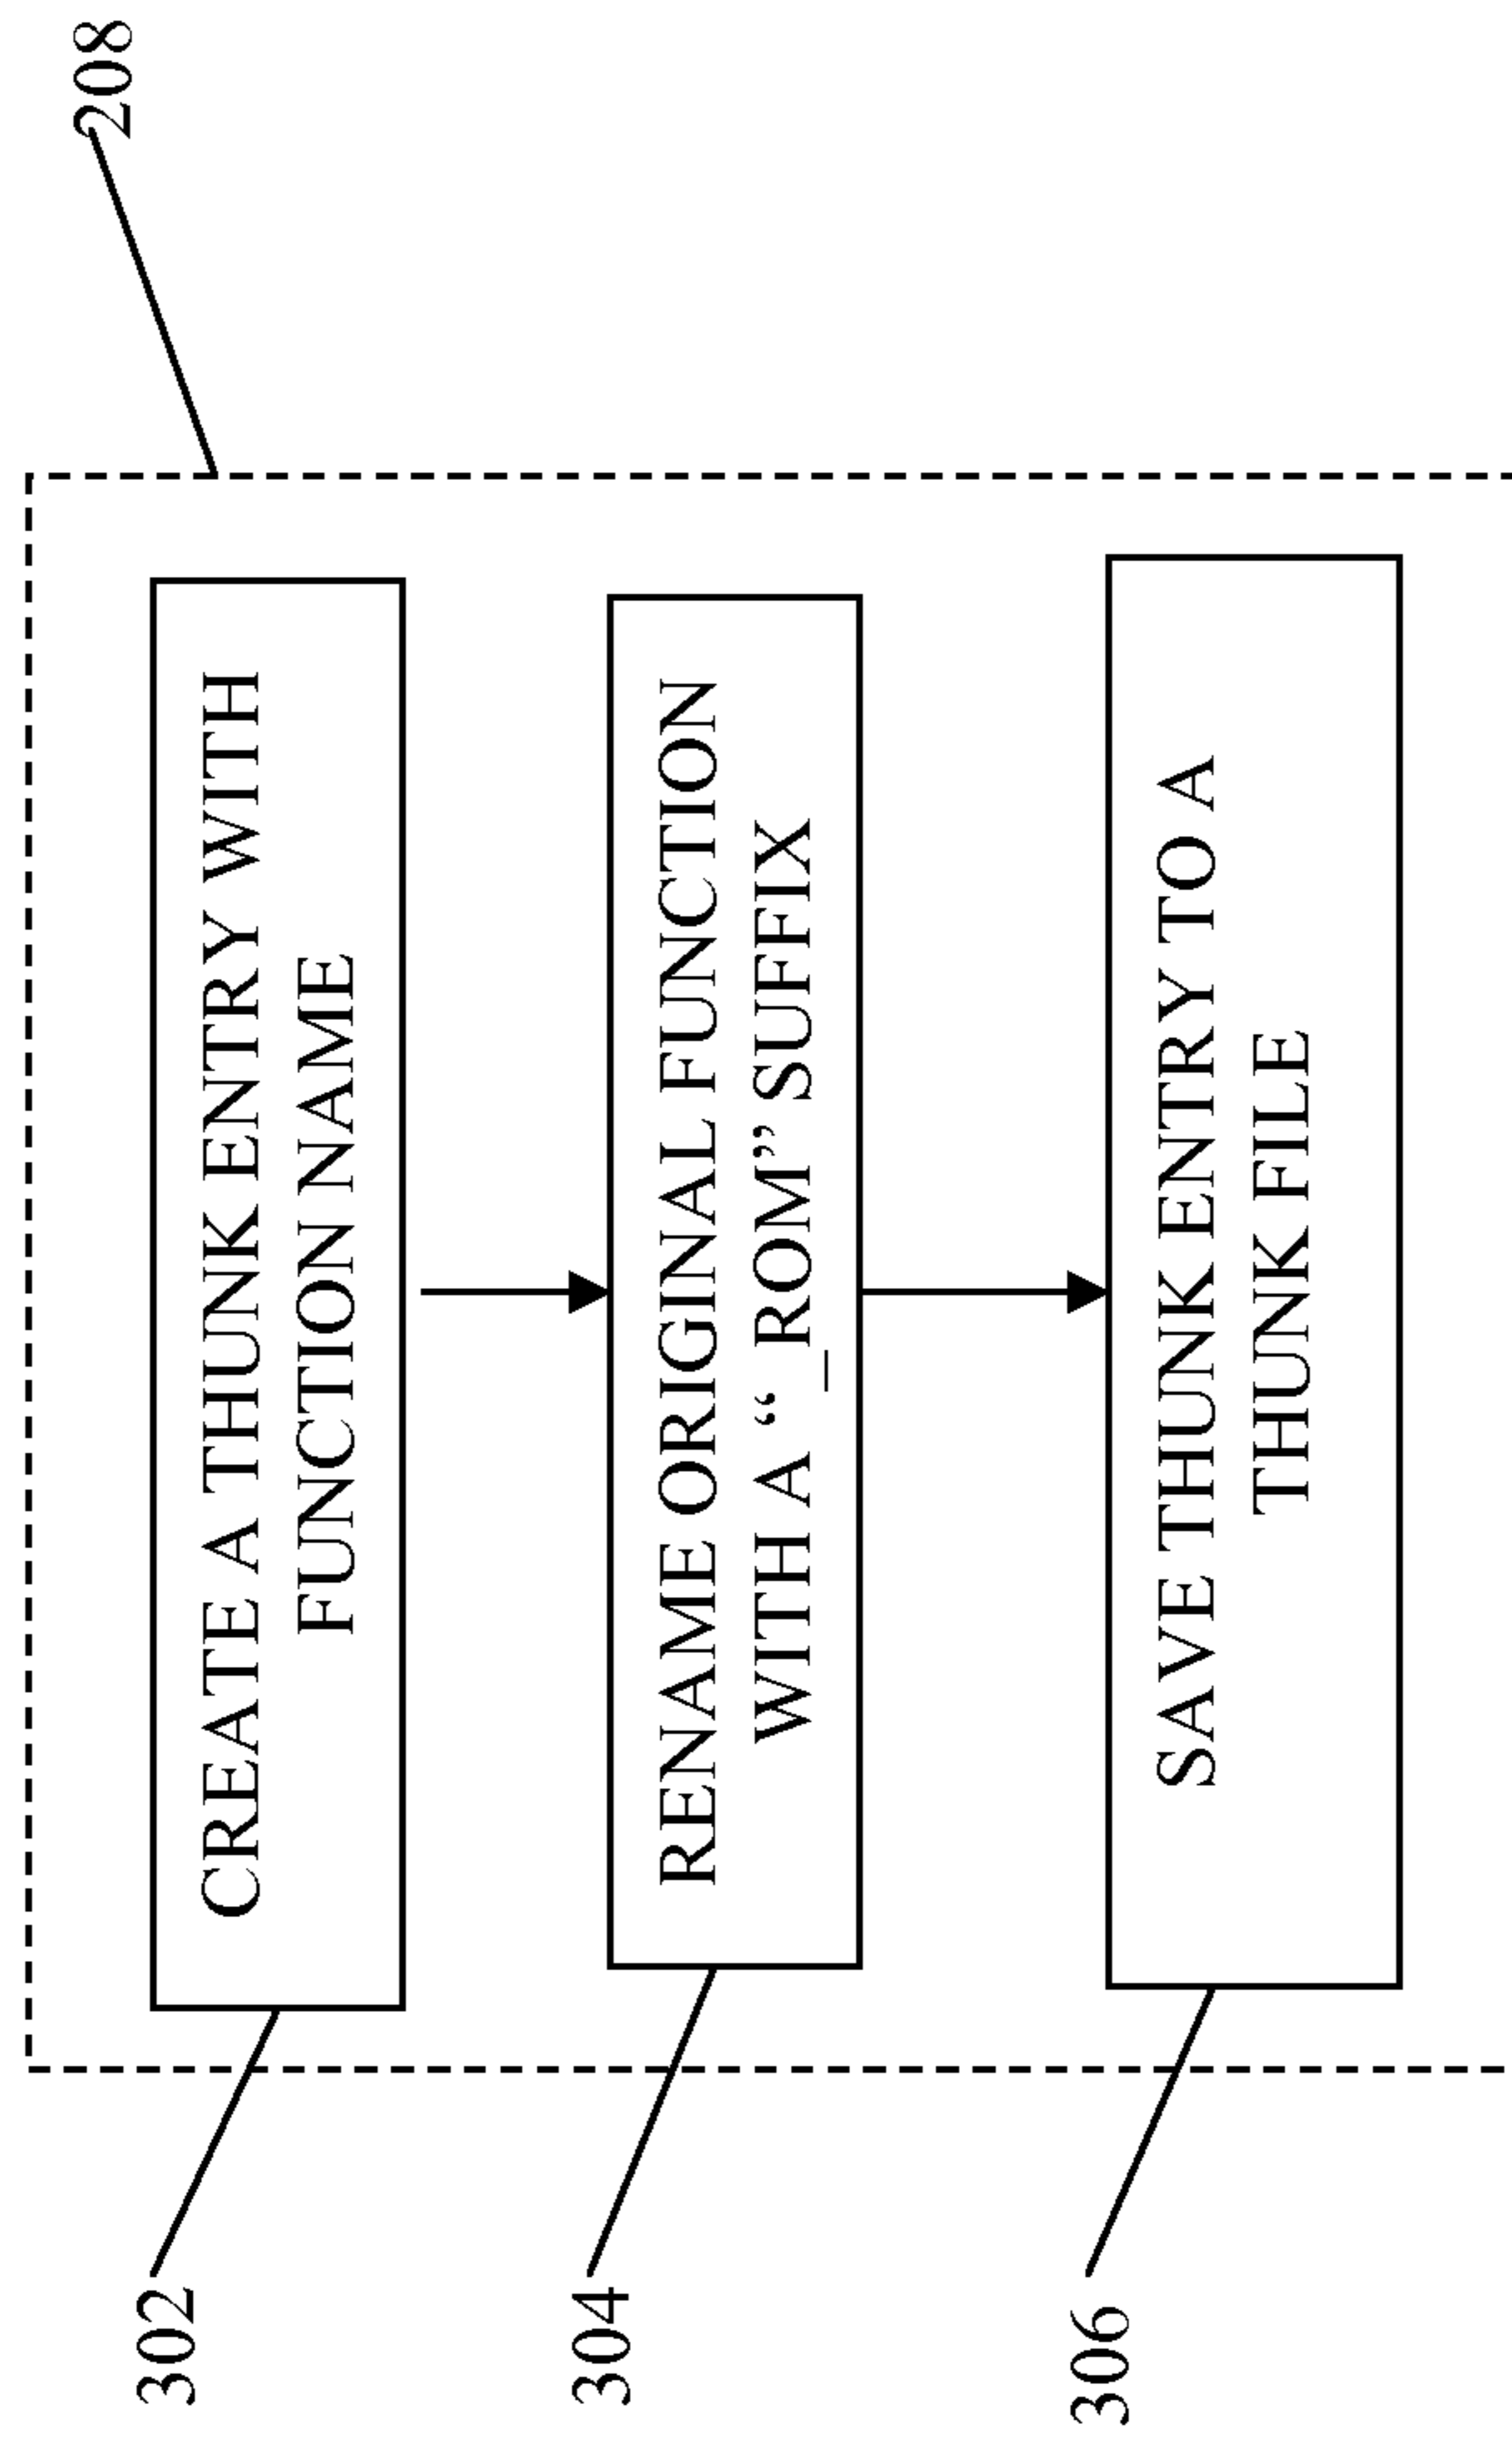 208
302
CREATE A THUNK ENTRY WITH
FUNCTION NAME
304
RENAME ORIGINAL FUNCTION
WITH A “_ROM” SUFFIX
306
SAVE THUNK ENTRY TO A
THUNK FILE